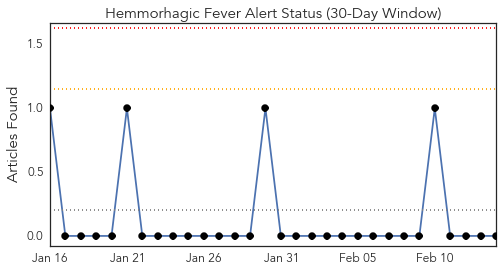 Hemmorhagic Fever Alert Status (30-Day Window)
Articles Found
1.5
1.0
0.5
0.0
Jan 16 Jan 21 Jan 26 Jan 31 Feb 05 Feb 10